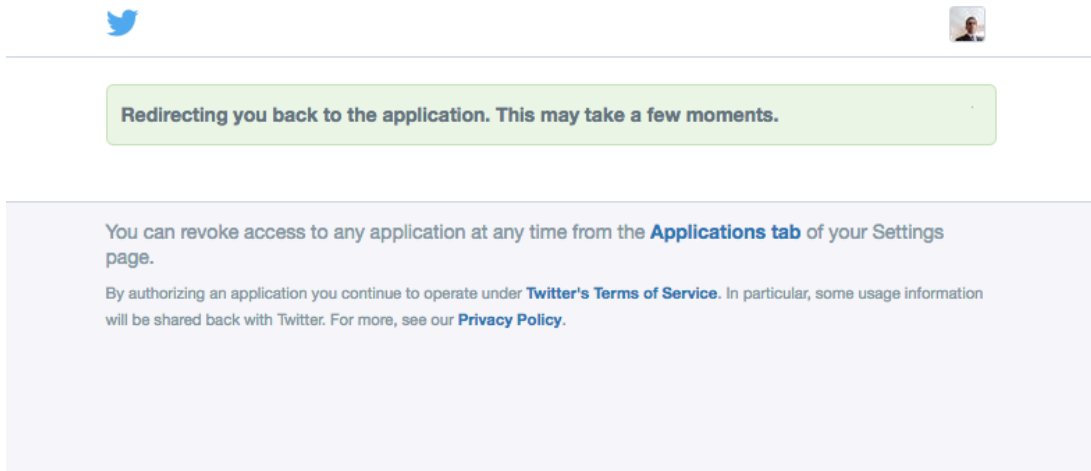 Redirecting you back to the application. This may take a few moments.
You can revoke access to any application at any time from the Applications tab of your Settings
page.
By authorizing an application you continue to operate under Twitter's Terms of Service. In particular, some usage information
will be shared back with Twitter. For more, see our Privacy Policy.